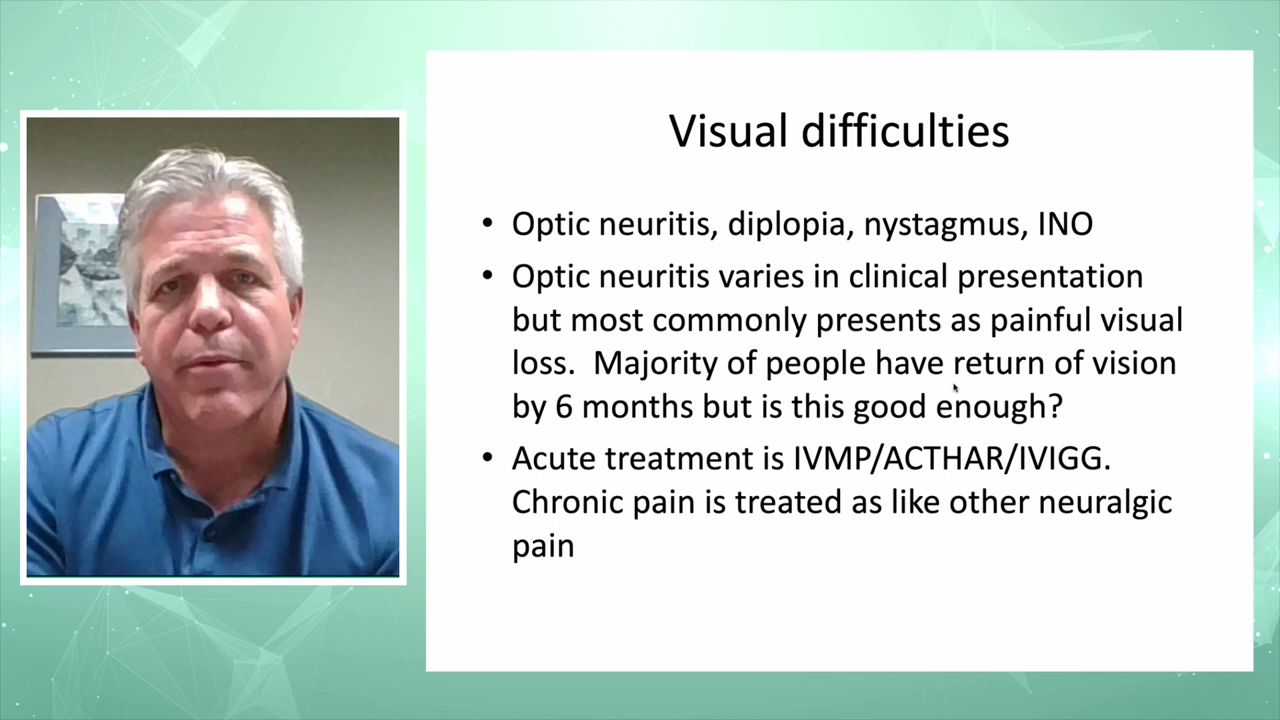 Visual difficulties
• Optic neuritis, diplopia, nystagmus, INO
• Optic neuritis varies in clinical presentation
but most commonly presents as painful visual
loss.  Majority of people have return of vision
by 6 months but is this good enough?
• Acute treatment is IVMP/ACTHAR/IVIGG.
Chronic pain is treated as like other neuralgic
pain